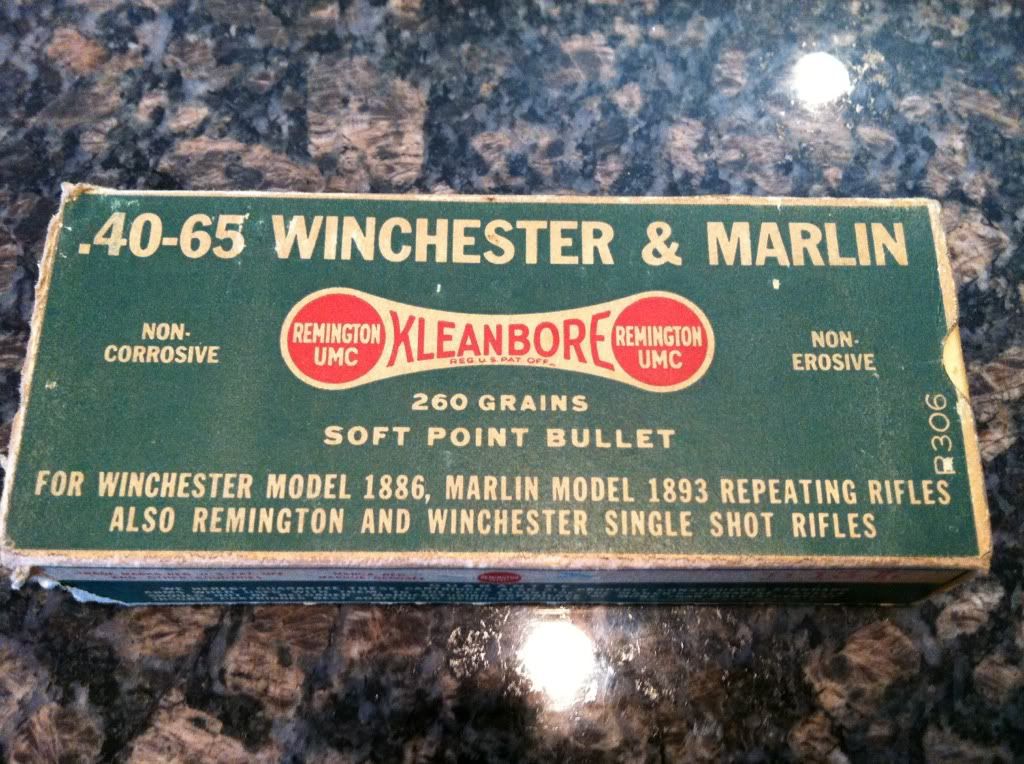 .40-65 WINCHESTER & MARLIN
NON-
CORROSIVE
REMINGTON
UMC
KLEANBORE
REG. U.S. PAT. OFF.
REMINGTON
UMC
NON-
EROSIVE
260 GRAINS
SOFT POINT BULLET
R306
FOR WINCHESTER MODEL 1886, MARLIN MODEL 1893 REPEATING RIFLES
ALSO REMINGTON AND WINCHESTER SINGLE SHOT RIFLES